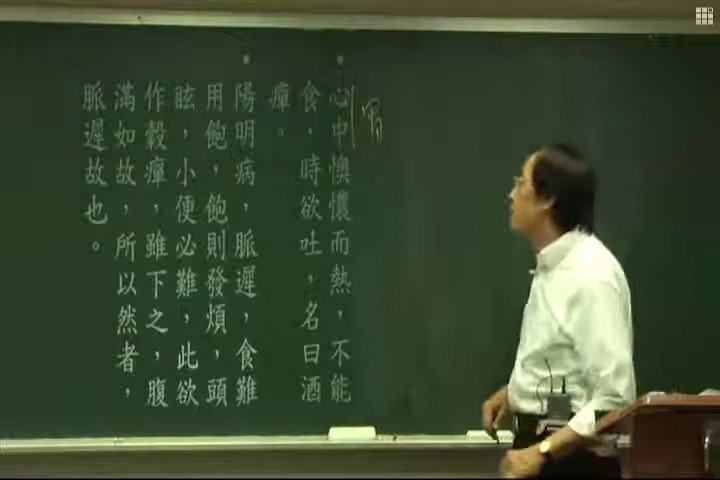 胃
心中懊懷而熱，不能
食，時欲吐，名曰酒
癉。
陽明病，脈遲，食難
用飽，飽則發煩，頭
眩，小便必難，此欲
作穀癉，雖下之，腹
滿如故，所以然者，
脈遲故也。